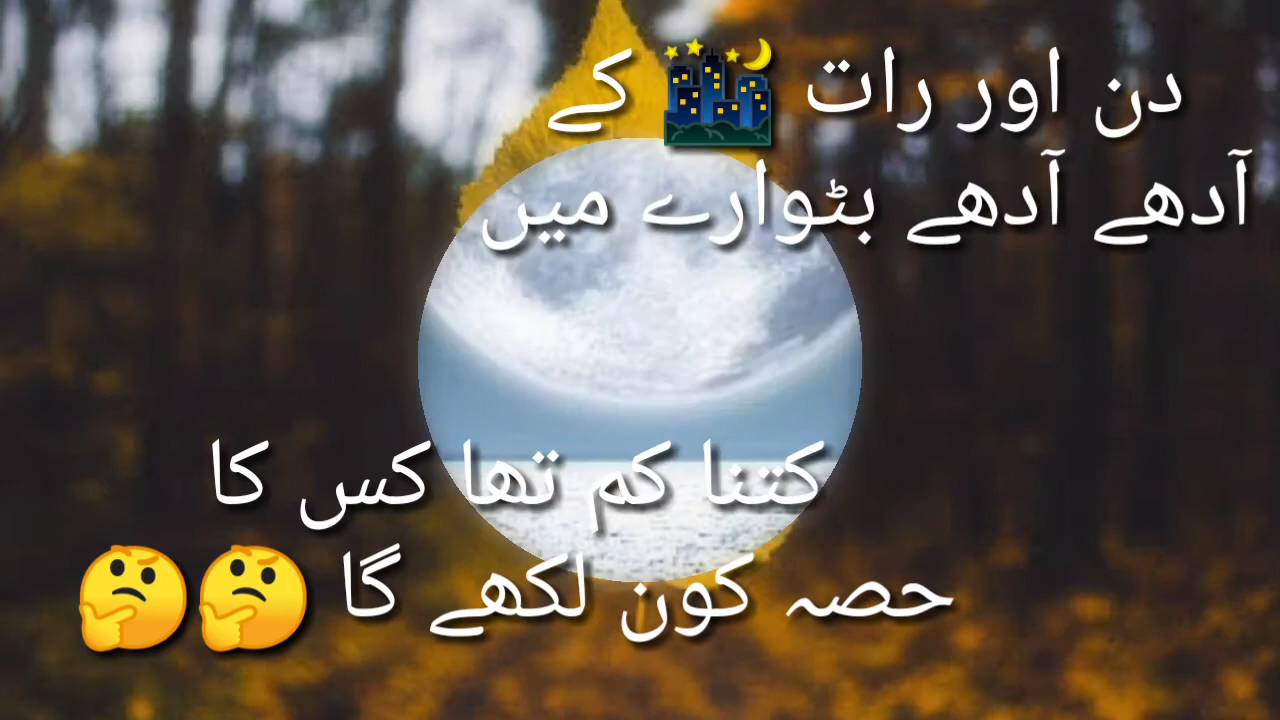 دن اور رات 🌃 کے
آدھے آدھے بٹوارے میں
کتنا کم تھا کس کا
حصہ کون لکھے گا 🤔🤔